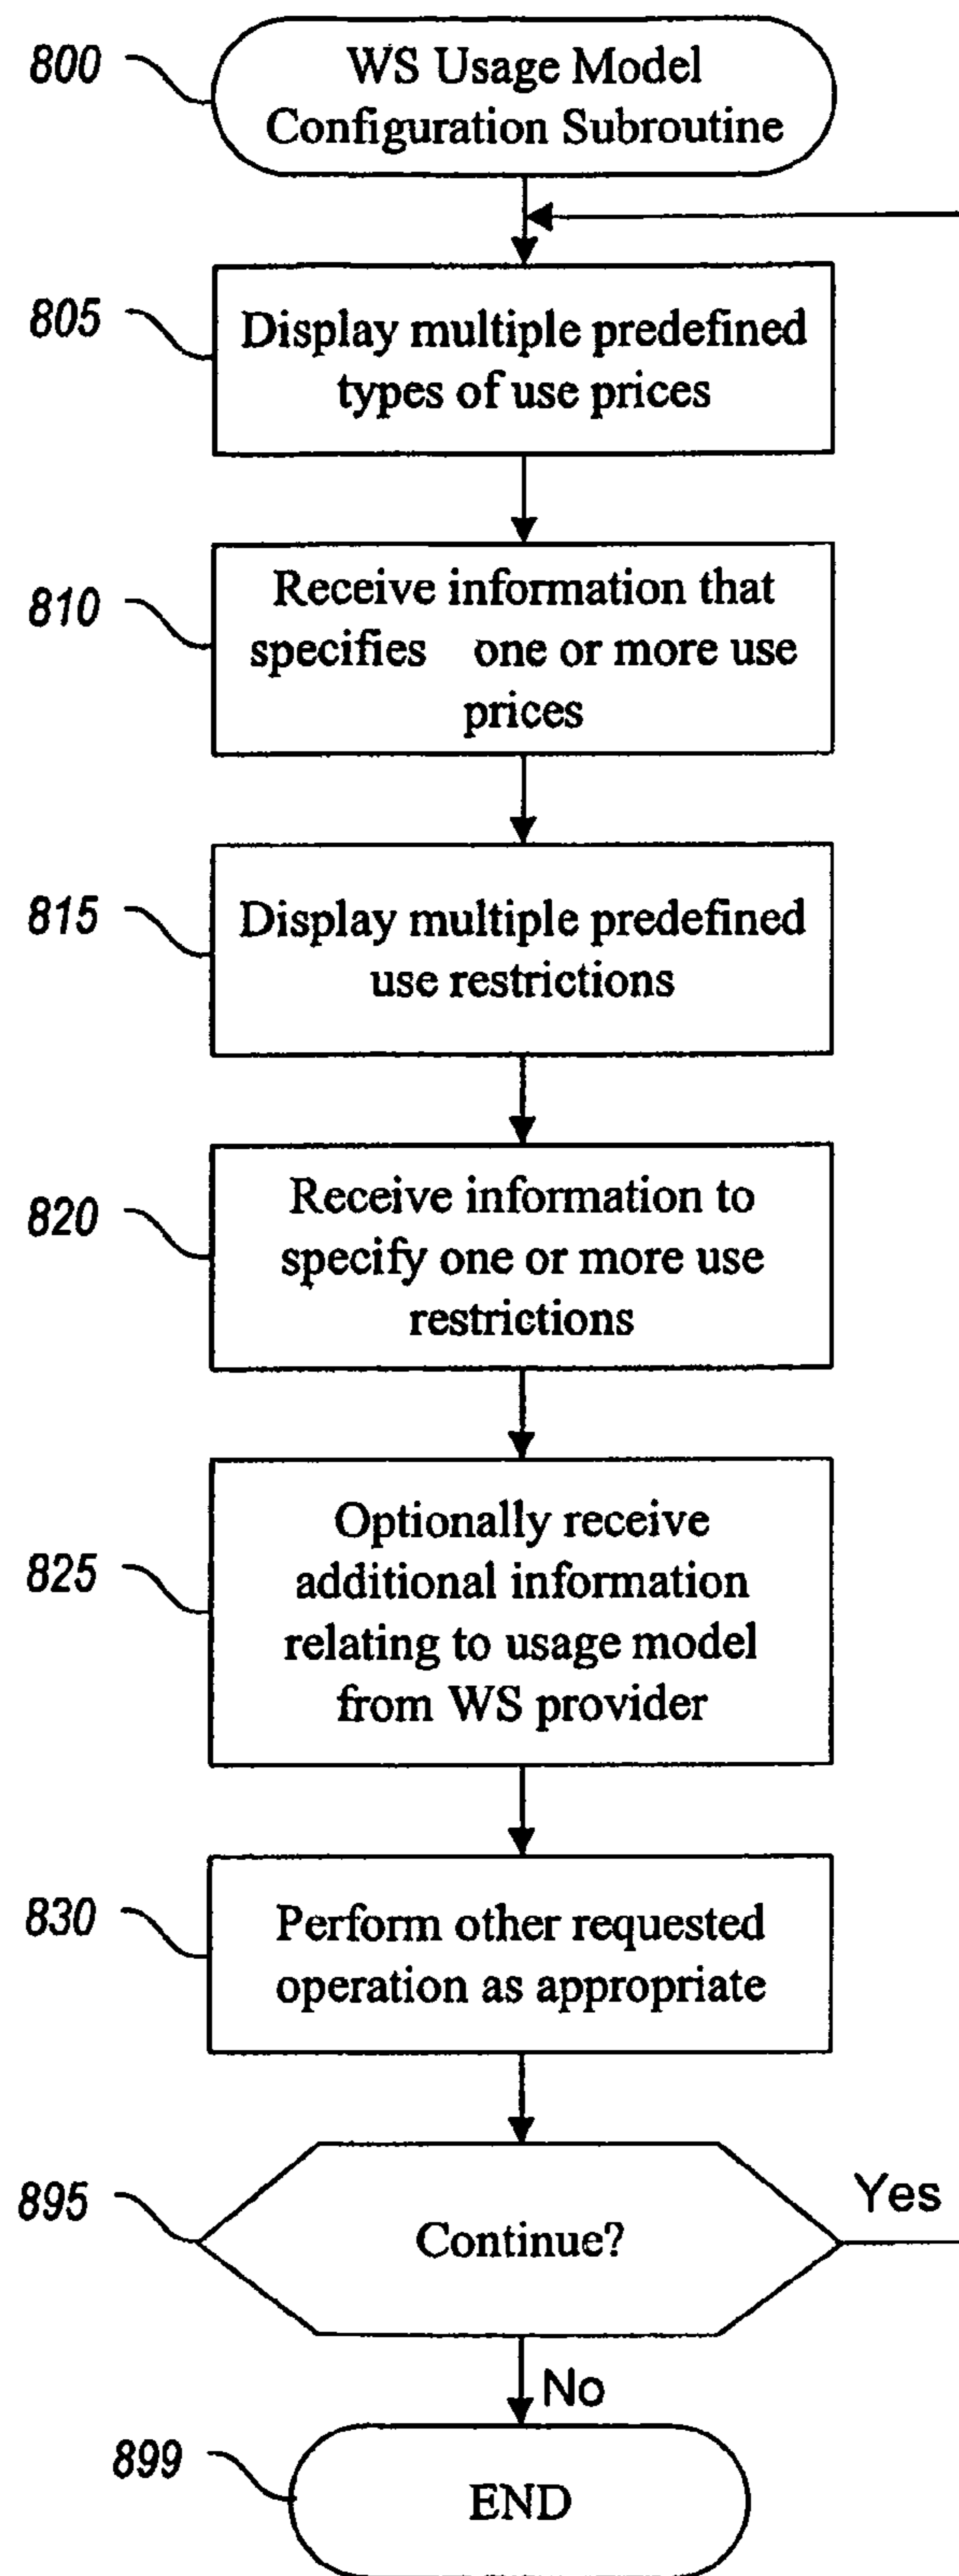 800
WS Usage Model
Configuration Subroutine
805
Display multiple predefined
types of use prices
810
Receive information that
specifies one or more use
prices
815
Display multiple predefined
use restrictions
820
Receive information to
specify one or more use
restrictions
825
Optionally receive
additional information
relating to usage model
from WS provider
830
Perform other requested
operation as appropriate
895
Continue?
Yes
No
899
END